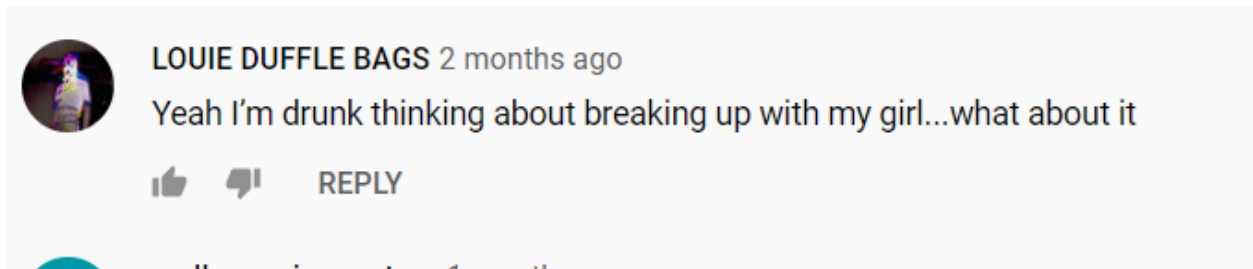 LOUIE DUFFLE BAGS 2 months ago
Yeah I'm drunk thinking about breaking up with my girl...what about it
REPLY